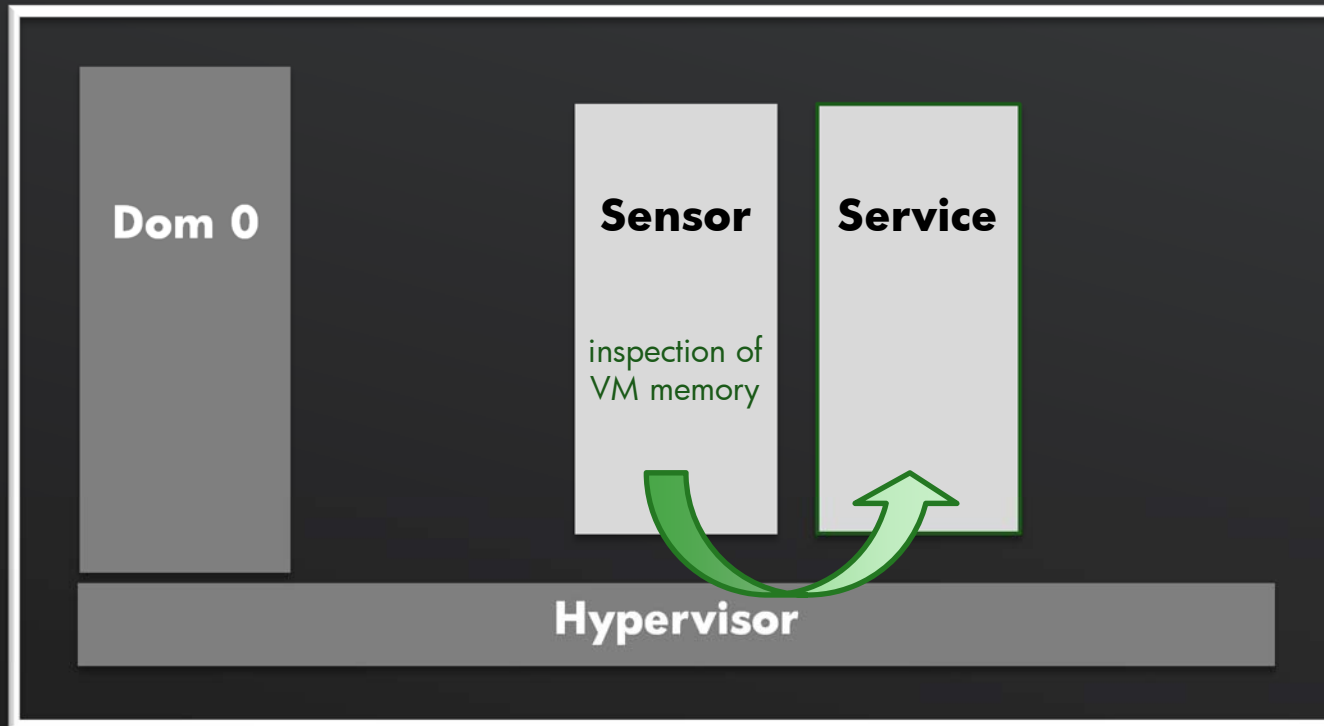 Dom 0
Sensor
Service
inspection of
VM memory
Hypervisor